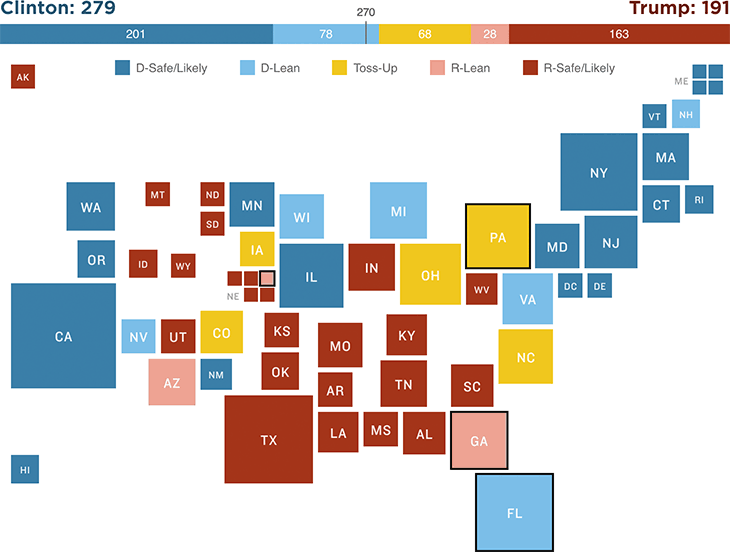 Clinton: 279
270
Trump: 191
201 78 68 28 163
D-Safe/Likely D-Lean Toss-Up R-Lean R-Safe/Likely
AK
ME
VT NH
NY MA
WA MT ND MN WI MI CT RI
SD
PA
OR ID WY IA IL IN OH MD NJ
NE WV VA DC DE
CA NV UT CO KS MO KY NC
AZ NM OK AR TN SC
TX LA MS AL GA
HI
FL